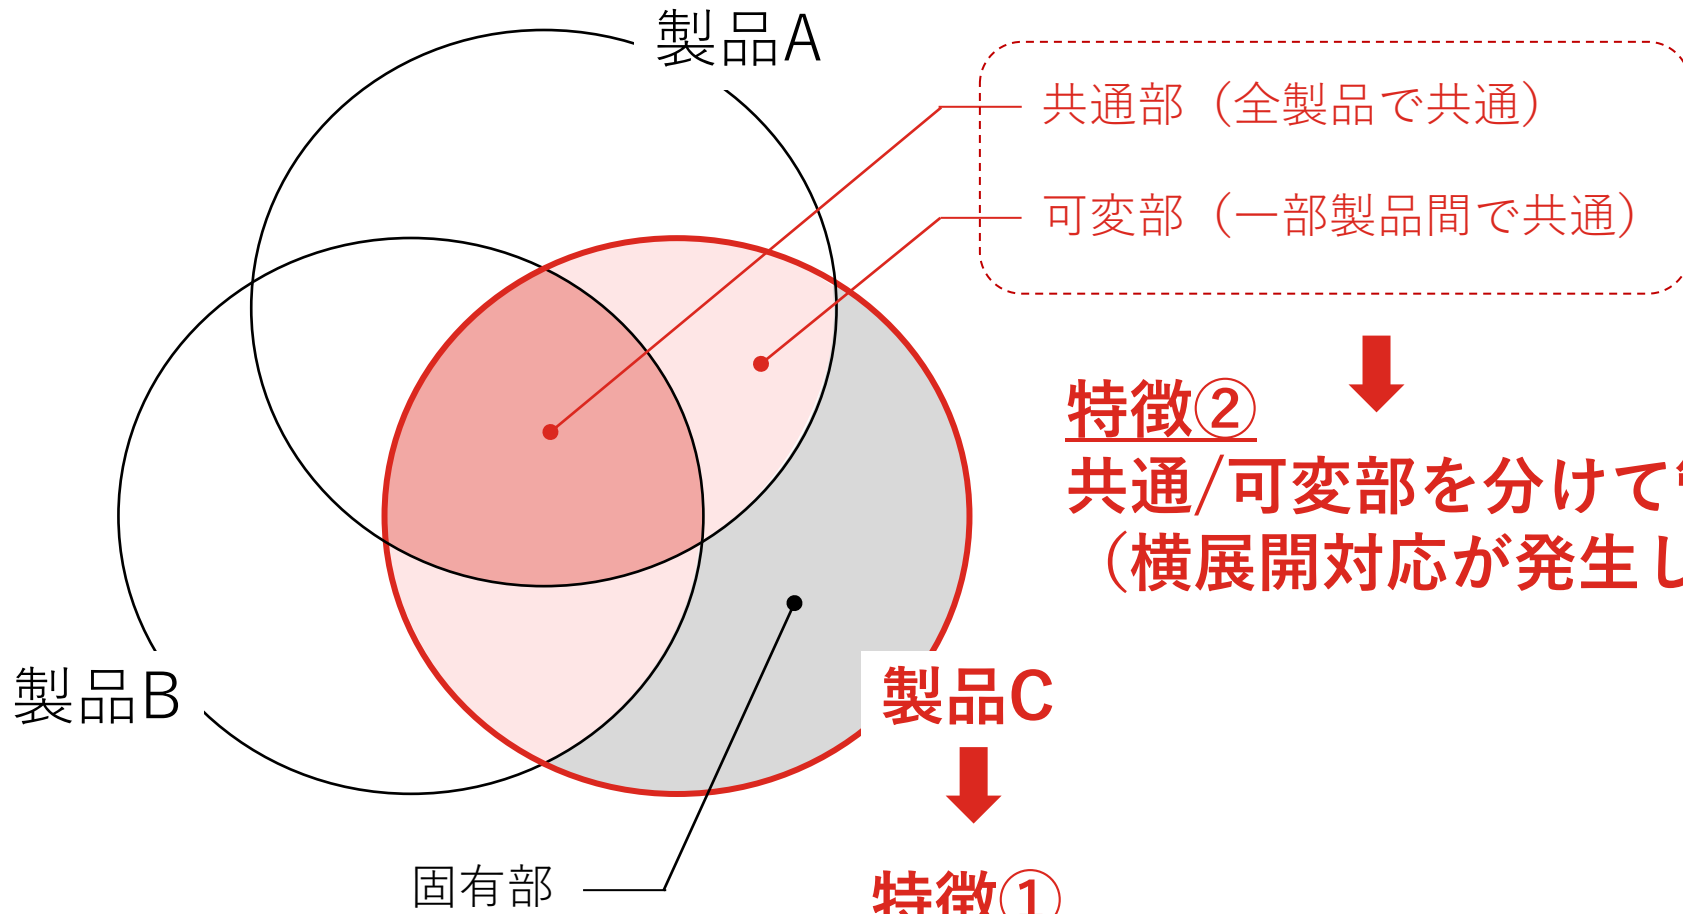 製品A
共通部（全製品で共通）
可変部（一部製品間で共通）
特徴②
共通/可変部を分けて
（横展開対応が発生し
製品B
製品C
固有部
特徴①